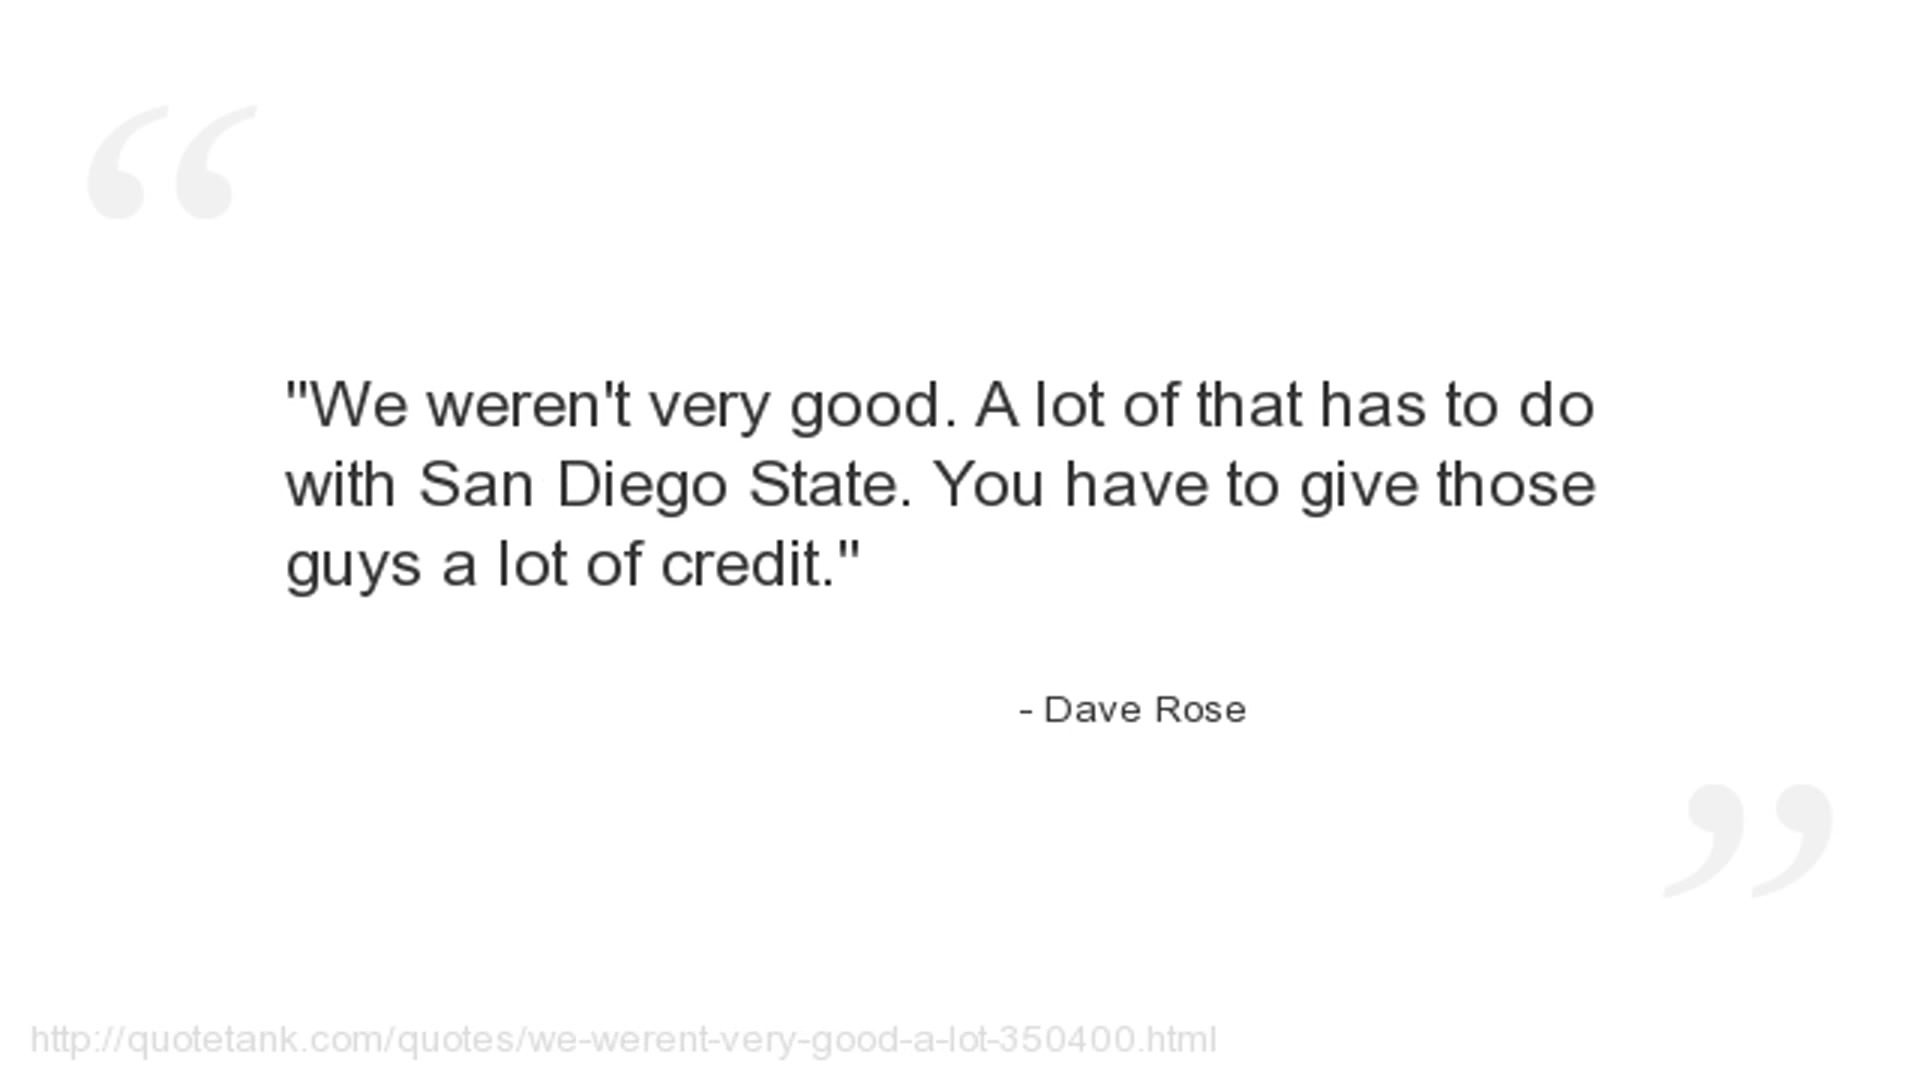 "We weren't very good. A lot of that has to do
with San Diego State. You have to give those
guys a lot of credit."
- Dave Rose
http://quotetank.com/quotes/we-werent-very-good-a-lot-350400.html